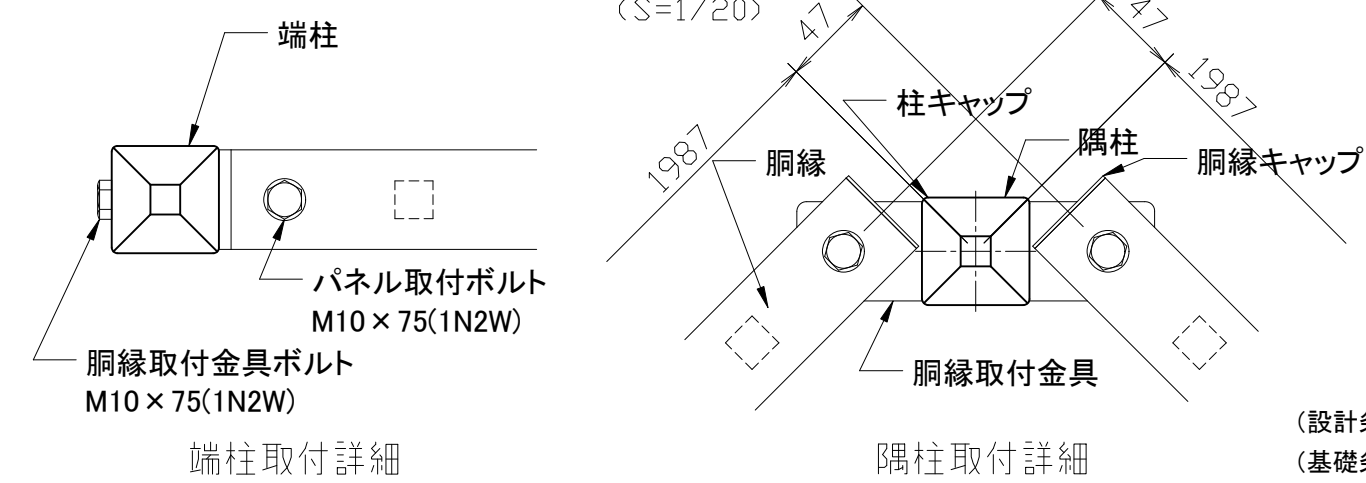 端柱
パネル取付ボルト
M10×75(1N2W)
胴縁取付金具ボルト
M10×75(1N2W)
端柱取付詳細
(S=1/20)
47
47
1987
1987
柱キャップ
隅柱
胴縁
胴縁キャップ
胴縁取付金具
隅柱取付詳細
(設計
(基礎